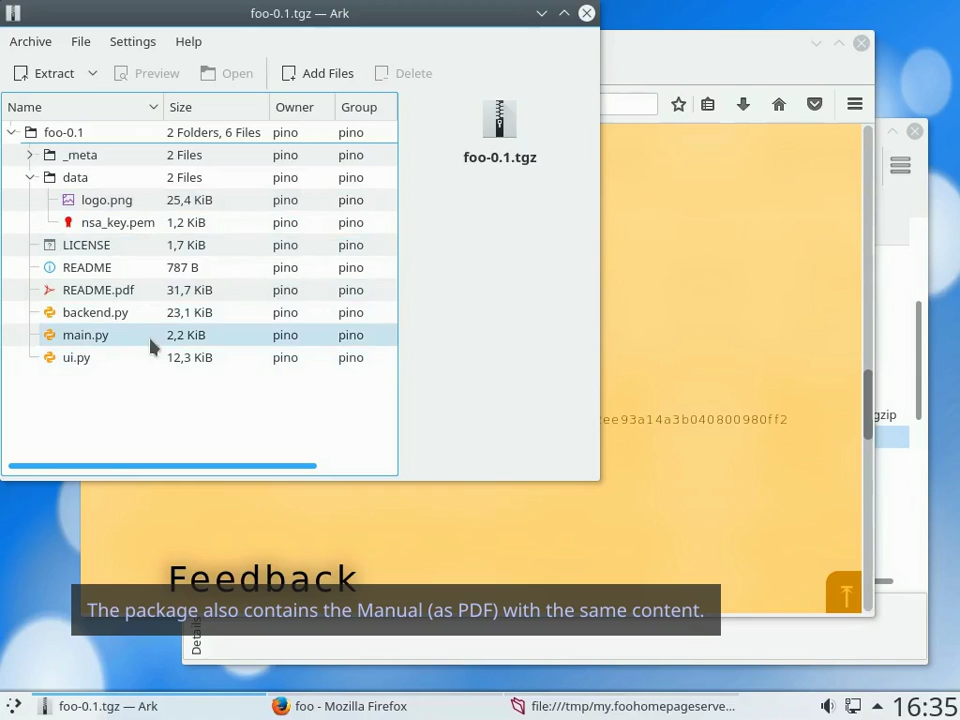 foo-0.1.tgz — Ark
Archive File Settings Help
Extract Preview Open Add Files Delete
Name Size Owner Group
foo-0.1 2 Folders, 6 Files pino pino
_meta 2 Files pino pino
data 2 Files pino pino
logo.png 25,4 KiB pino pino
nsa_key.pem 1,2 KiB pino pino
LICENSE 1,7 KiB pino pino
README 787 B pino pino
README.pdf 31,7 KiB pino pino
backend.py 23,1 KiB pino pino
main.py 2,2 KiB pino pino
ui.py 12,3 KiB pino pino
foo-0.1.tgz
ee93a14a3b040800980ff2
gzip
Feedback
The package also contains the Manual (as PDF) with the same content.
Details
foo-0.1.tgz — Ark
foo - Mozilla Firefox
file:///tmp/my.foohomepageserve...
16:35